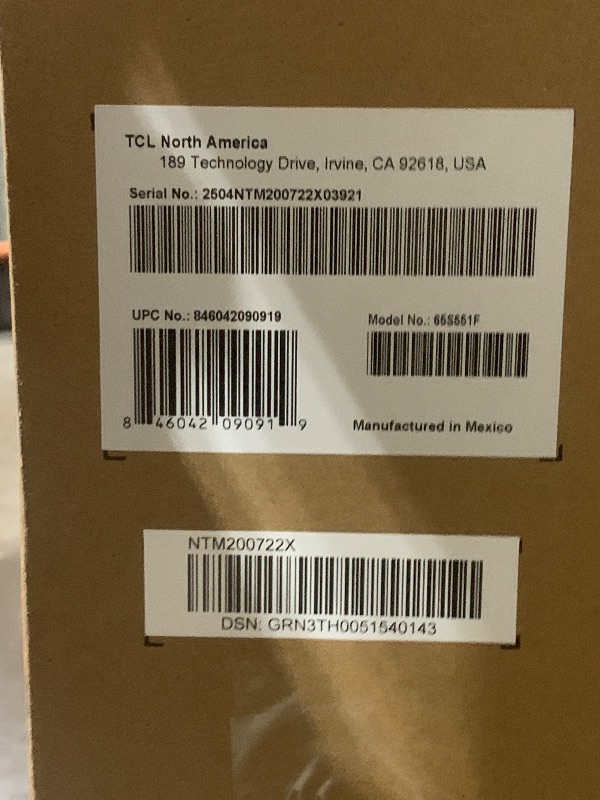 TCL North America
189 Technology Drive, Irvine, CA 92618, USA
Serial No.: 2504NTM200722X03921
UPC No.: 846042090919
Model No.: 65S551F
8 46042 09091 9
Manufactured in Mexico
NTM200722X
DSN: GRN3TH0051540143